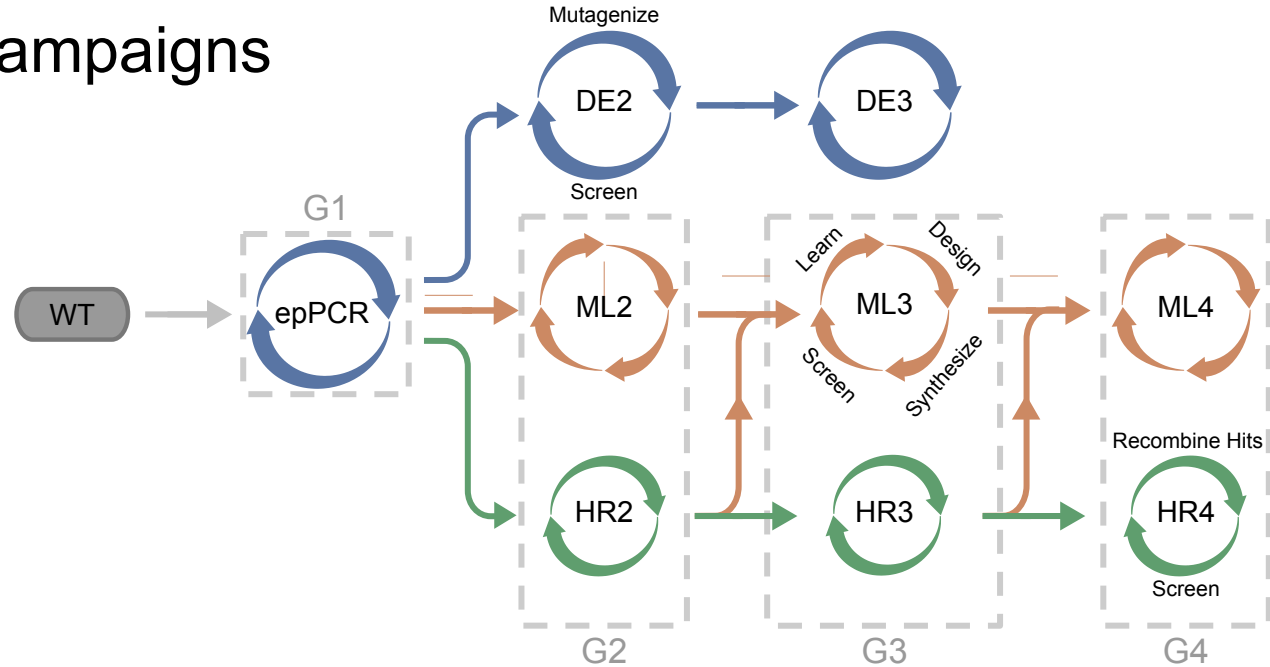 ampaigns
Mutagenize
DE2
DE3
Screen
G1
WT
epPCR
ML2
Learn
Design
ML3
Screen
Synthesize
ML4
HR2
HR3
Recombine Hits
HR4
Screen
G2
G3
G4